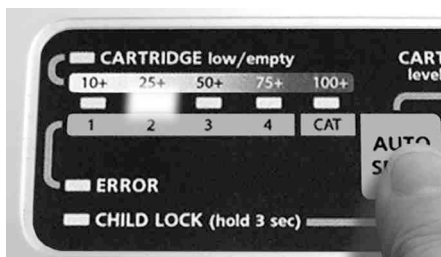 CARTRIDGE low/empty
CART
level
10+ 25+ 50+ 75+ 100+
1 2 3 4 CAT
AUTO
ERROR
CHILD LOCK (hold 3 sec)